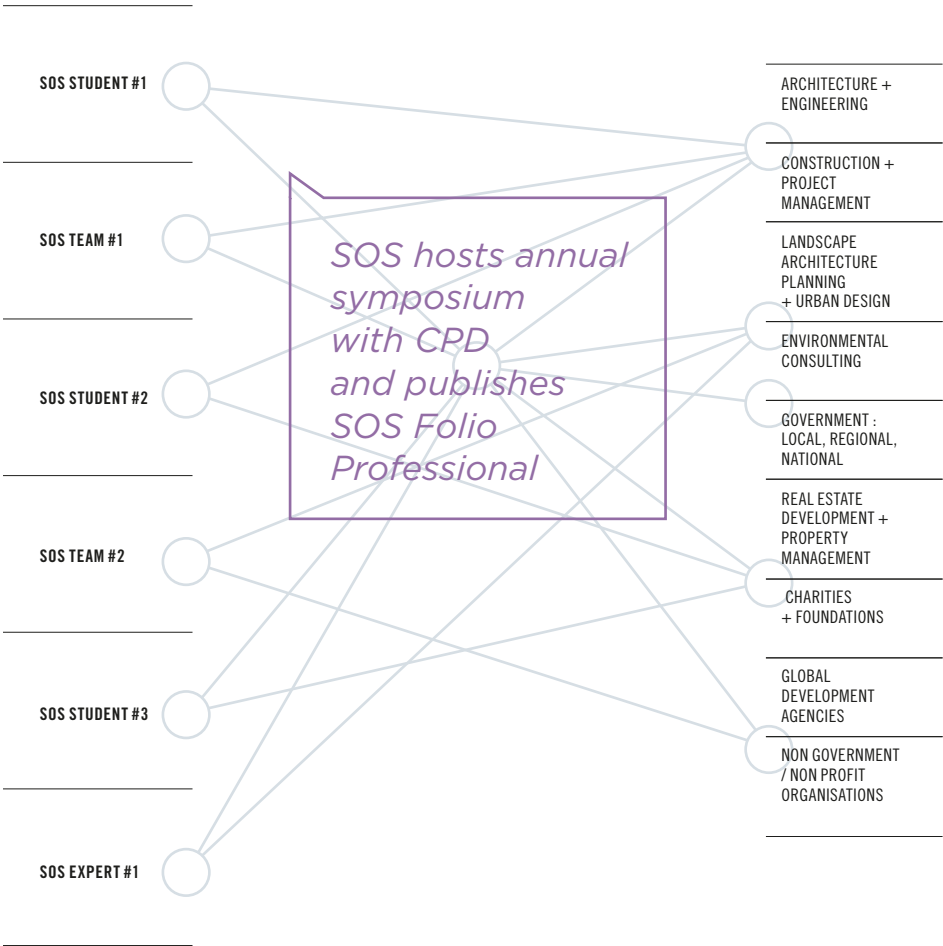 SOS STUDENT #1
SOS TEAM #1
SOS STUDENT #2
SOS TEAM #2
SOS STUDENT #3
SOS EXPERT #1
SOS hosts annual
symposium
with CPD
and publishes
SOS Folio
Professional
ARCHITECTURE +
ENGINEERING
CONSTRUCTION +
PROJECT
MANAGEMENT
LANDSCAPE
ARCHITECTURE
PLANNING
+ URBAN DESIGN
ENVIRONMENTAL
CONSULTING
GOVERNMENT :
LOCAL, REGIONAL,
NATIONAL
REAL ESTATE
DEVELOPMENT +
PROPERTY
MANAGEMENT
CHARITIES
+ FOUNDATIONS
GLOBAL
DEVELOPMENT
AGENCIES
NON GOVERNMENT
/ NON PROFIT
ORGANISATIONS